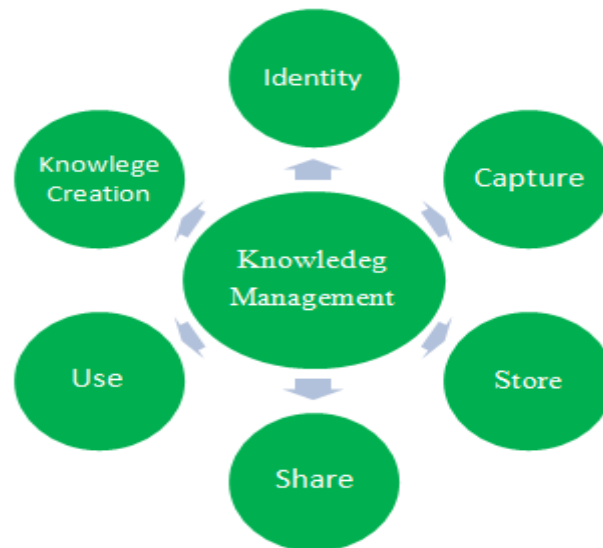 Identity
Knowlege
Creation
Capture
Knowledeg
Management
Use
Store
Share